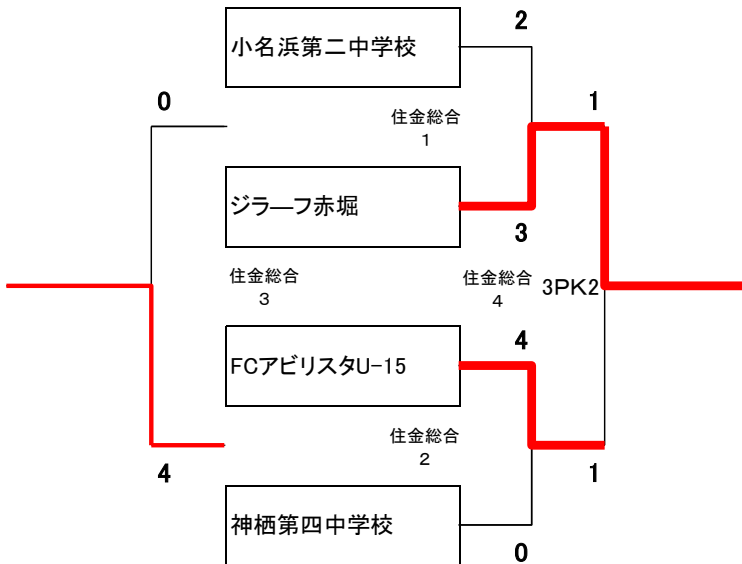 2
小名浜第二中学校
0
住金総合
1
1
ジラ―フ赤堀
3
住金総合
3
住金総合
4
3PK2
4
FCアビリスタU-15
住金総合
2
4
1
神栖第四中学校
0